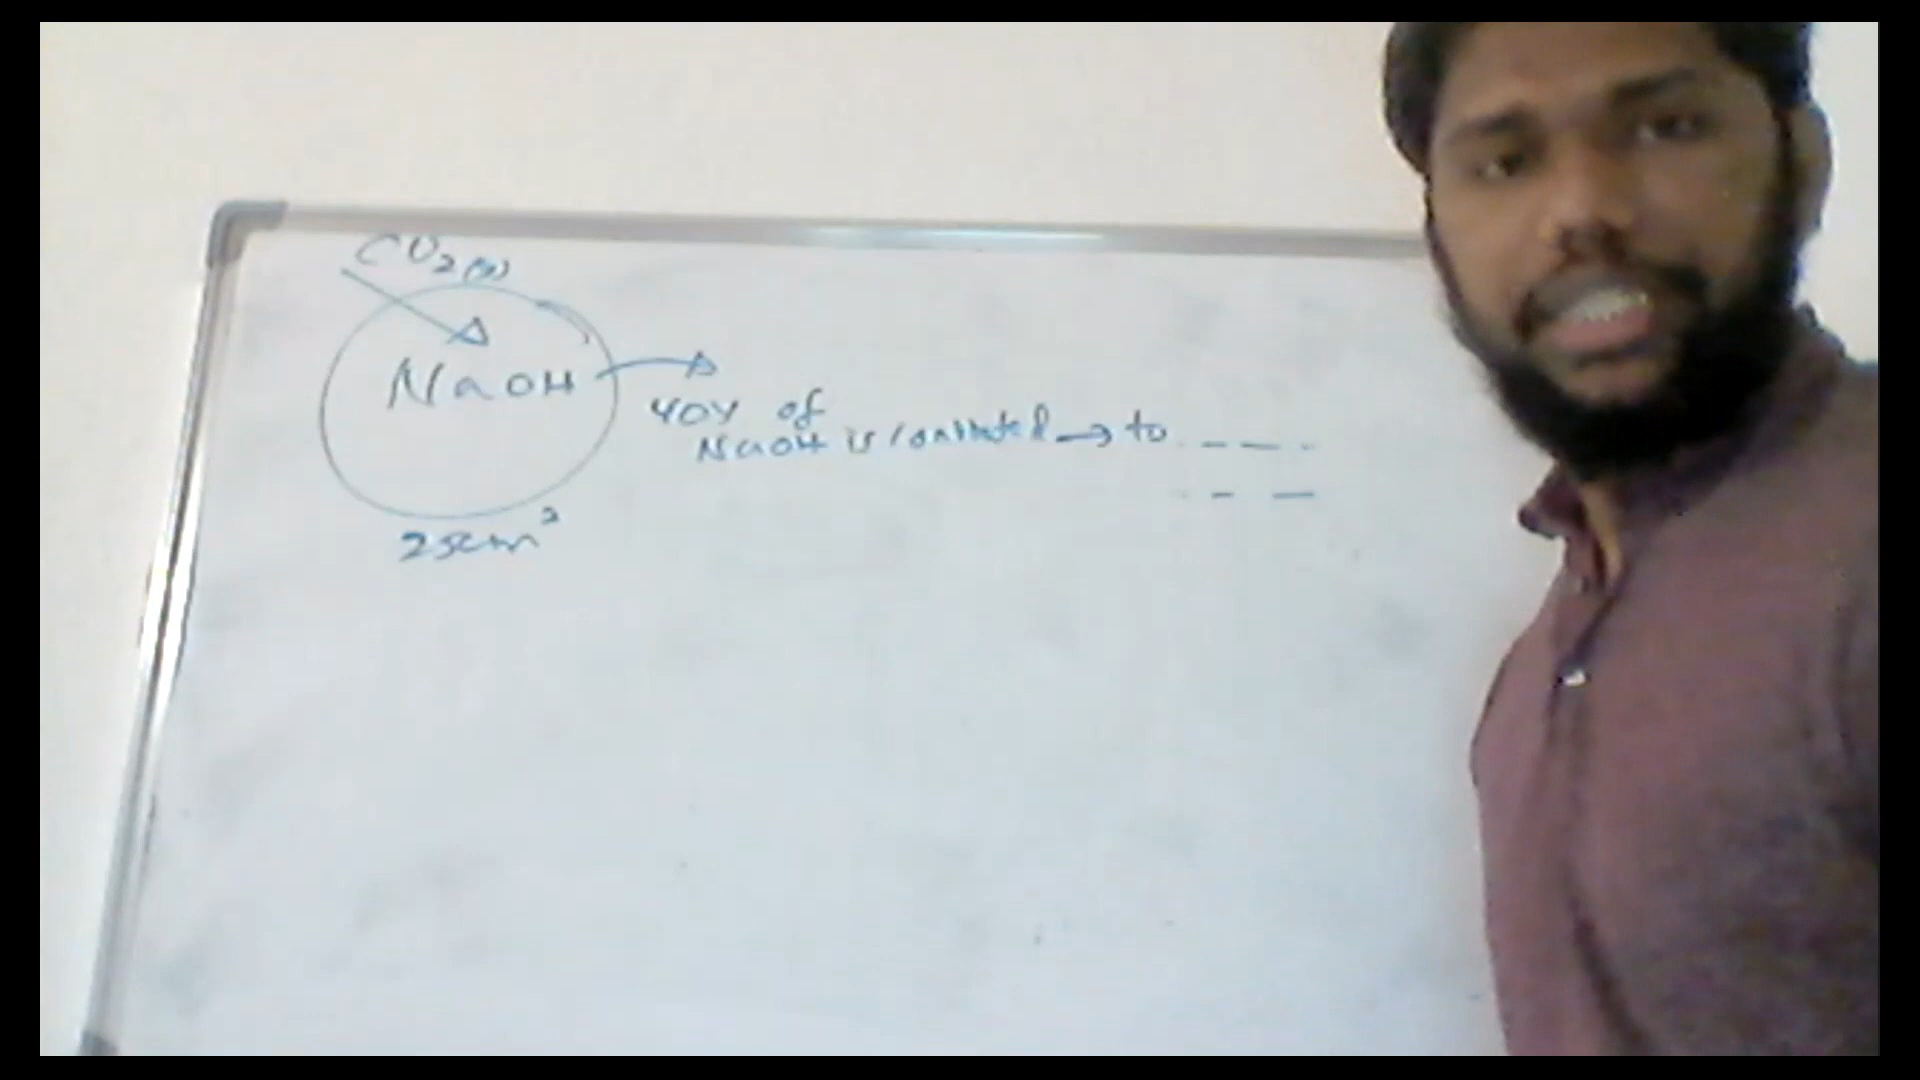 CO2(g)
NaOH
40% of
NaOH is converted → to
25cm³